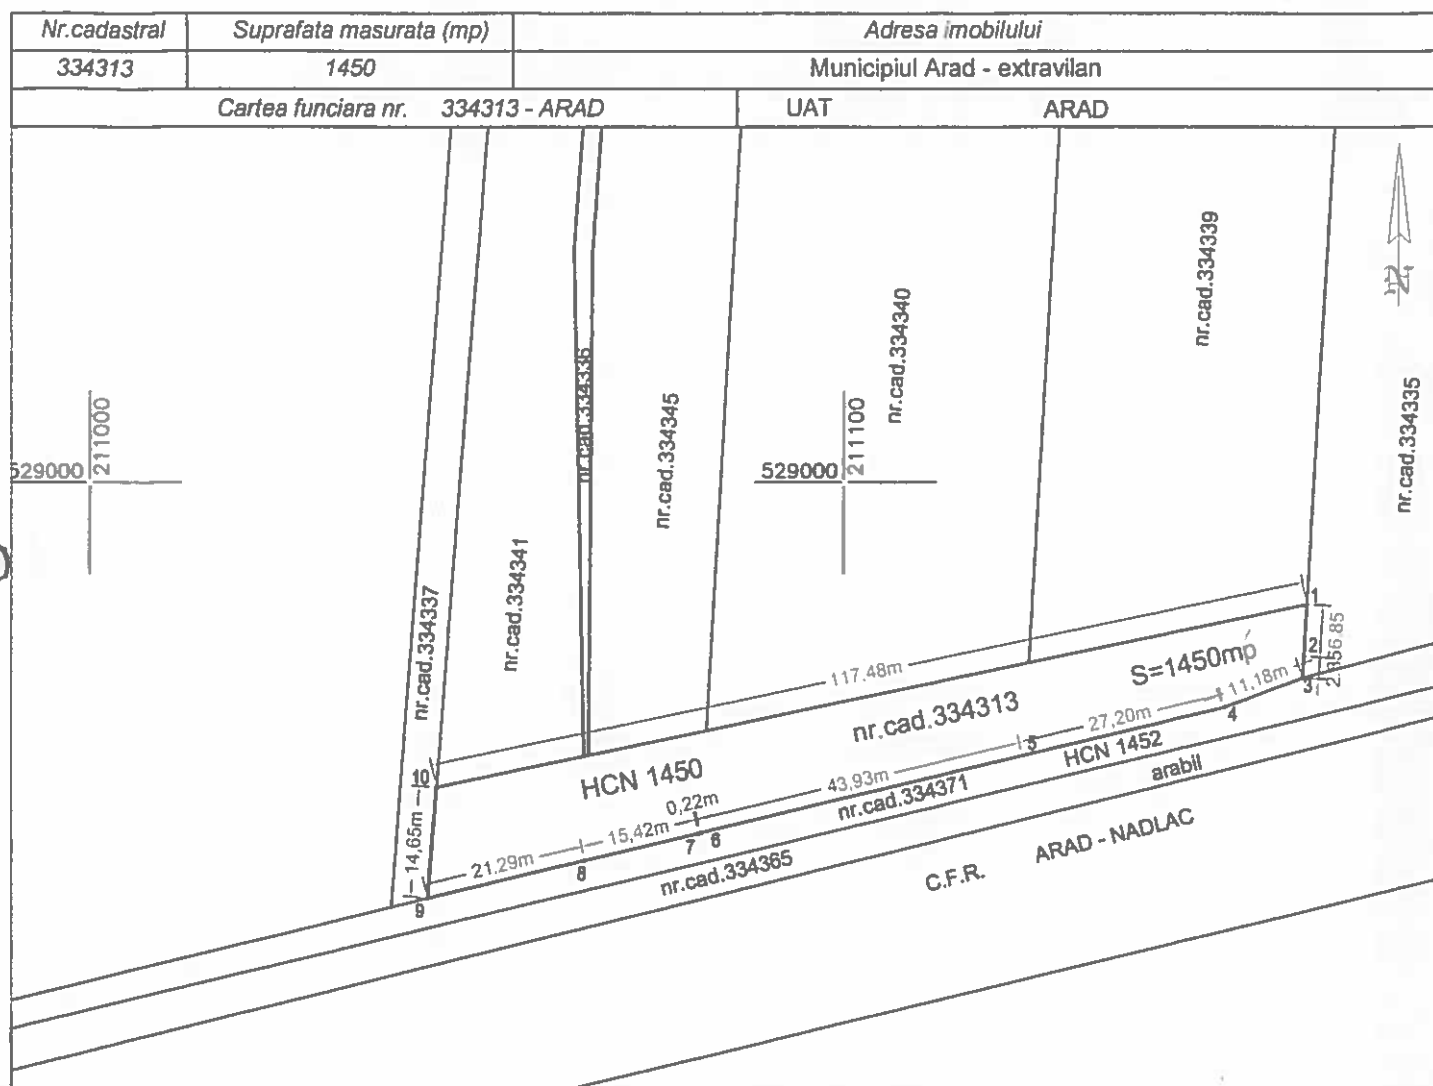 Nr.cadastral Suprafata masurata (mp) Adresa imobilului
334313 1450 Municipiul Arad - extravilan
Cartea funciara nr. 334313 - ARAD UAT ARAD
nr.cad.334339
nr.cad.334340
nr.cad.334336
nr.cad.334345
nr.cad.334335
211000
529000
211100
529000
nr.cad.334341
nr.cad.334337
1
2
3
4
5
6
7
8
9
10
117.48m
S=1450mp
11,18m
27,20m
nr.cad.334313
HCN 1450
43,93m
0,22m
15,42m
21,29m
14,65m
HCN 1452
nr.cad.334371
arabil
nr.cad.334365
ARAD - NADLAC
C.F.R.